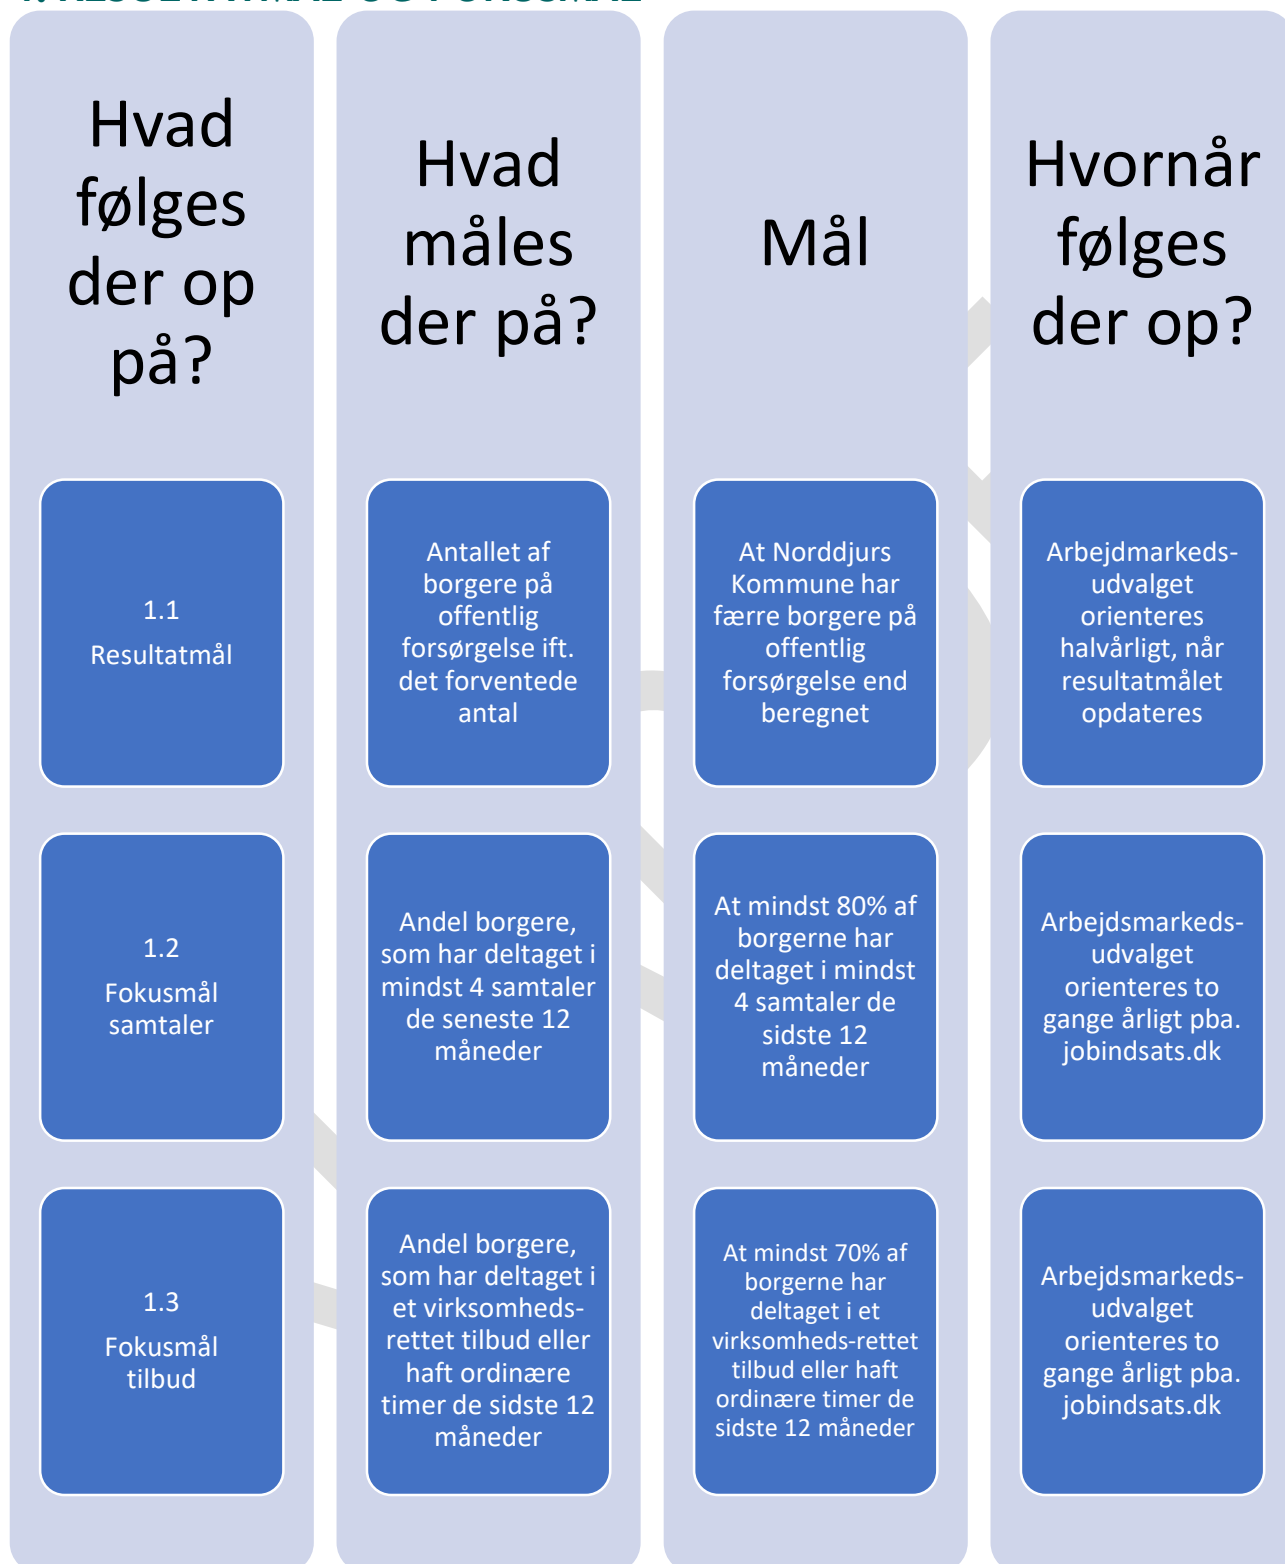 1. RESULTATMÅL OG FOKUSMÅL
Hvad
følges
der op
på?
Hvad
måles
der på?
Mål
Hvornår
følges
der op?
1.1
Resultatmål
Antallet af
borgere på
offentlig
forsørgelse ift.
det forventede
antal
At Norddjurs
Kommune har
færre borgere på
offentlig
forsørgelse end
beregnet
Arbejdmarkeds-
udvalget
orienteres
halvårligt, når
resultatmålet
opdateres
1.2
Fokusmål
samtaler
Andel borgere,
som har deltaget i
mindst 4 samtaler
de seneste 12
måneder
At mindst 80% af
borgerne har
deltaget i mindst
4 samtaler de
sidste 12
måneder
Arbejdsmarkeds-
udvalget
orienteres to
gange årligt pba.
jobindsats.dk
1.3
Fokusmål
tilbud
Andel borgere,
som har deltaget i
et virksomheds-
rettet tilbud eller
haft ordinære
timer de sidste 12
måneder
At mindst 70% af
borgerne har
deltaget i et
virksomheds-rettet
tilbud eller haft
ordinære timer de
sidste 12 måneder
Arbejdsmarkeds-
udvalget
orienteres to
gange årligt pba.
jobindsats.dk